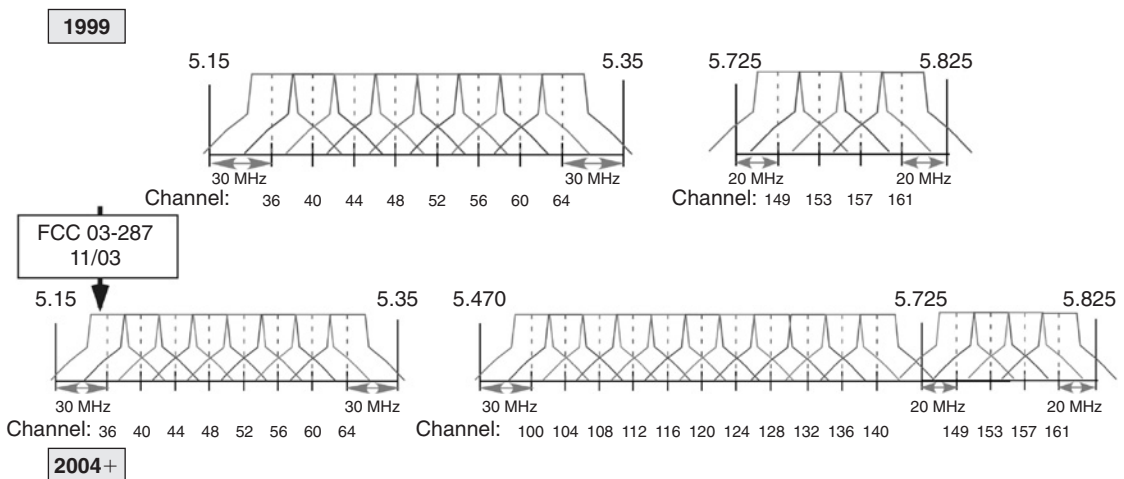 1999
5.15 5.35 5.725 5.825
30 MHz 30 MHz 20 MHz 20 MHz
Channel: 36 40 44 48 52 56 60 64 Channel: 149 153 157 161
FCC 03-287
11/03
5.15 5.35 5.470 5.725 5.825
30 MHz 30 MHz 30 MHz 20 MHz 20 MHz
Channel: 36 40 44 48 52 56 60 64 Channel: 100 104 108 112 116 120 124 128 132 136 140 149 153 157 161
2004+